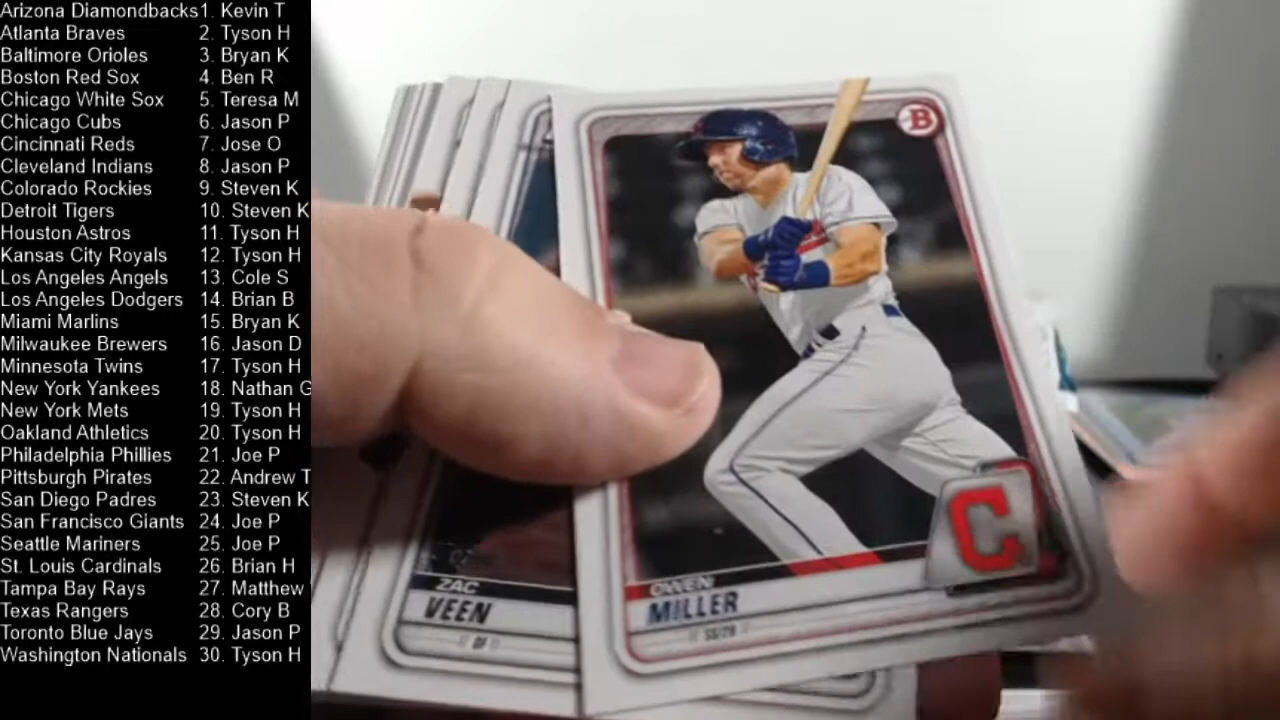 Arizona Diamondbacks 1. Kevin T
Atlanta Braves 2. Tyson H
Baltimore Orioles 3. Bryan K
Boston Red Sox 4. Ben R
Chicago White Sox 5. Teresa M
Chicago Cubs 6. Jason P
Cincinnati Reds 7. Jose O
Cleveland Indians 8. Jason P
Colorado Rockies 9. Steven K
Detroit Tigers 10. Steven K
Houston Astros 11. Tyson H
Kansas City Royals 12. Tyson H
Los Angeles Angels 13. Cole S
Los Angeles Dodgers 14. Brian B
Miami Marlins 15. Bryan K
Milwaukee Brewers 16. Jason D
Minnesota Twins 17. Tyson H
New York Yankees 18. Nathan G
New York Mets 19. Tyson H
Oakland Athletics 20. Tyson H
Philadelphia Phillies 21. Joe P
Pittsburgh Pirates 22. Andrew T
San Diego Padres 23. Steven K
San Francisco Giants 24. Joe P
Seattle Mariners 25. Joe P
St. Louis Cardinals 26. Brian H
Tampa Bay Rays 27. Matthew
Texas Rangers 28. Cory B
Toronto Blue Jays 29. Jason P
Washington Nationals 30. Tyson H
B
C
OWEN
MILLER
SS/2B
ZAC
VEEN
OF